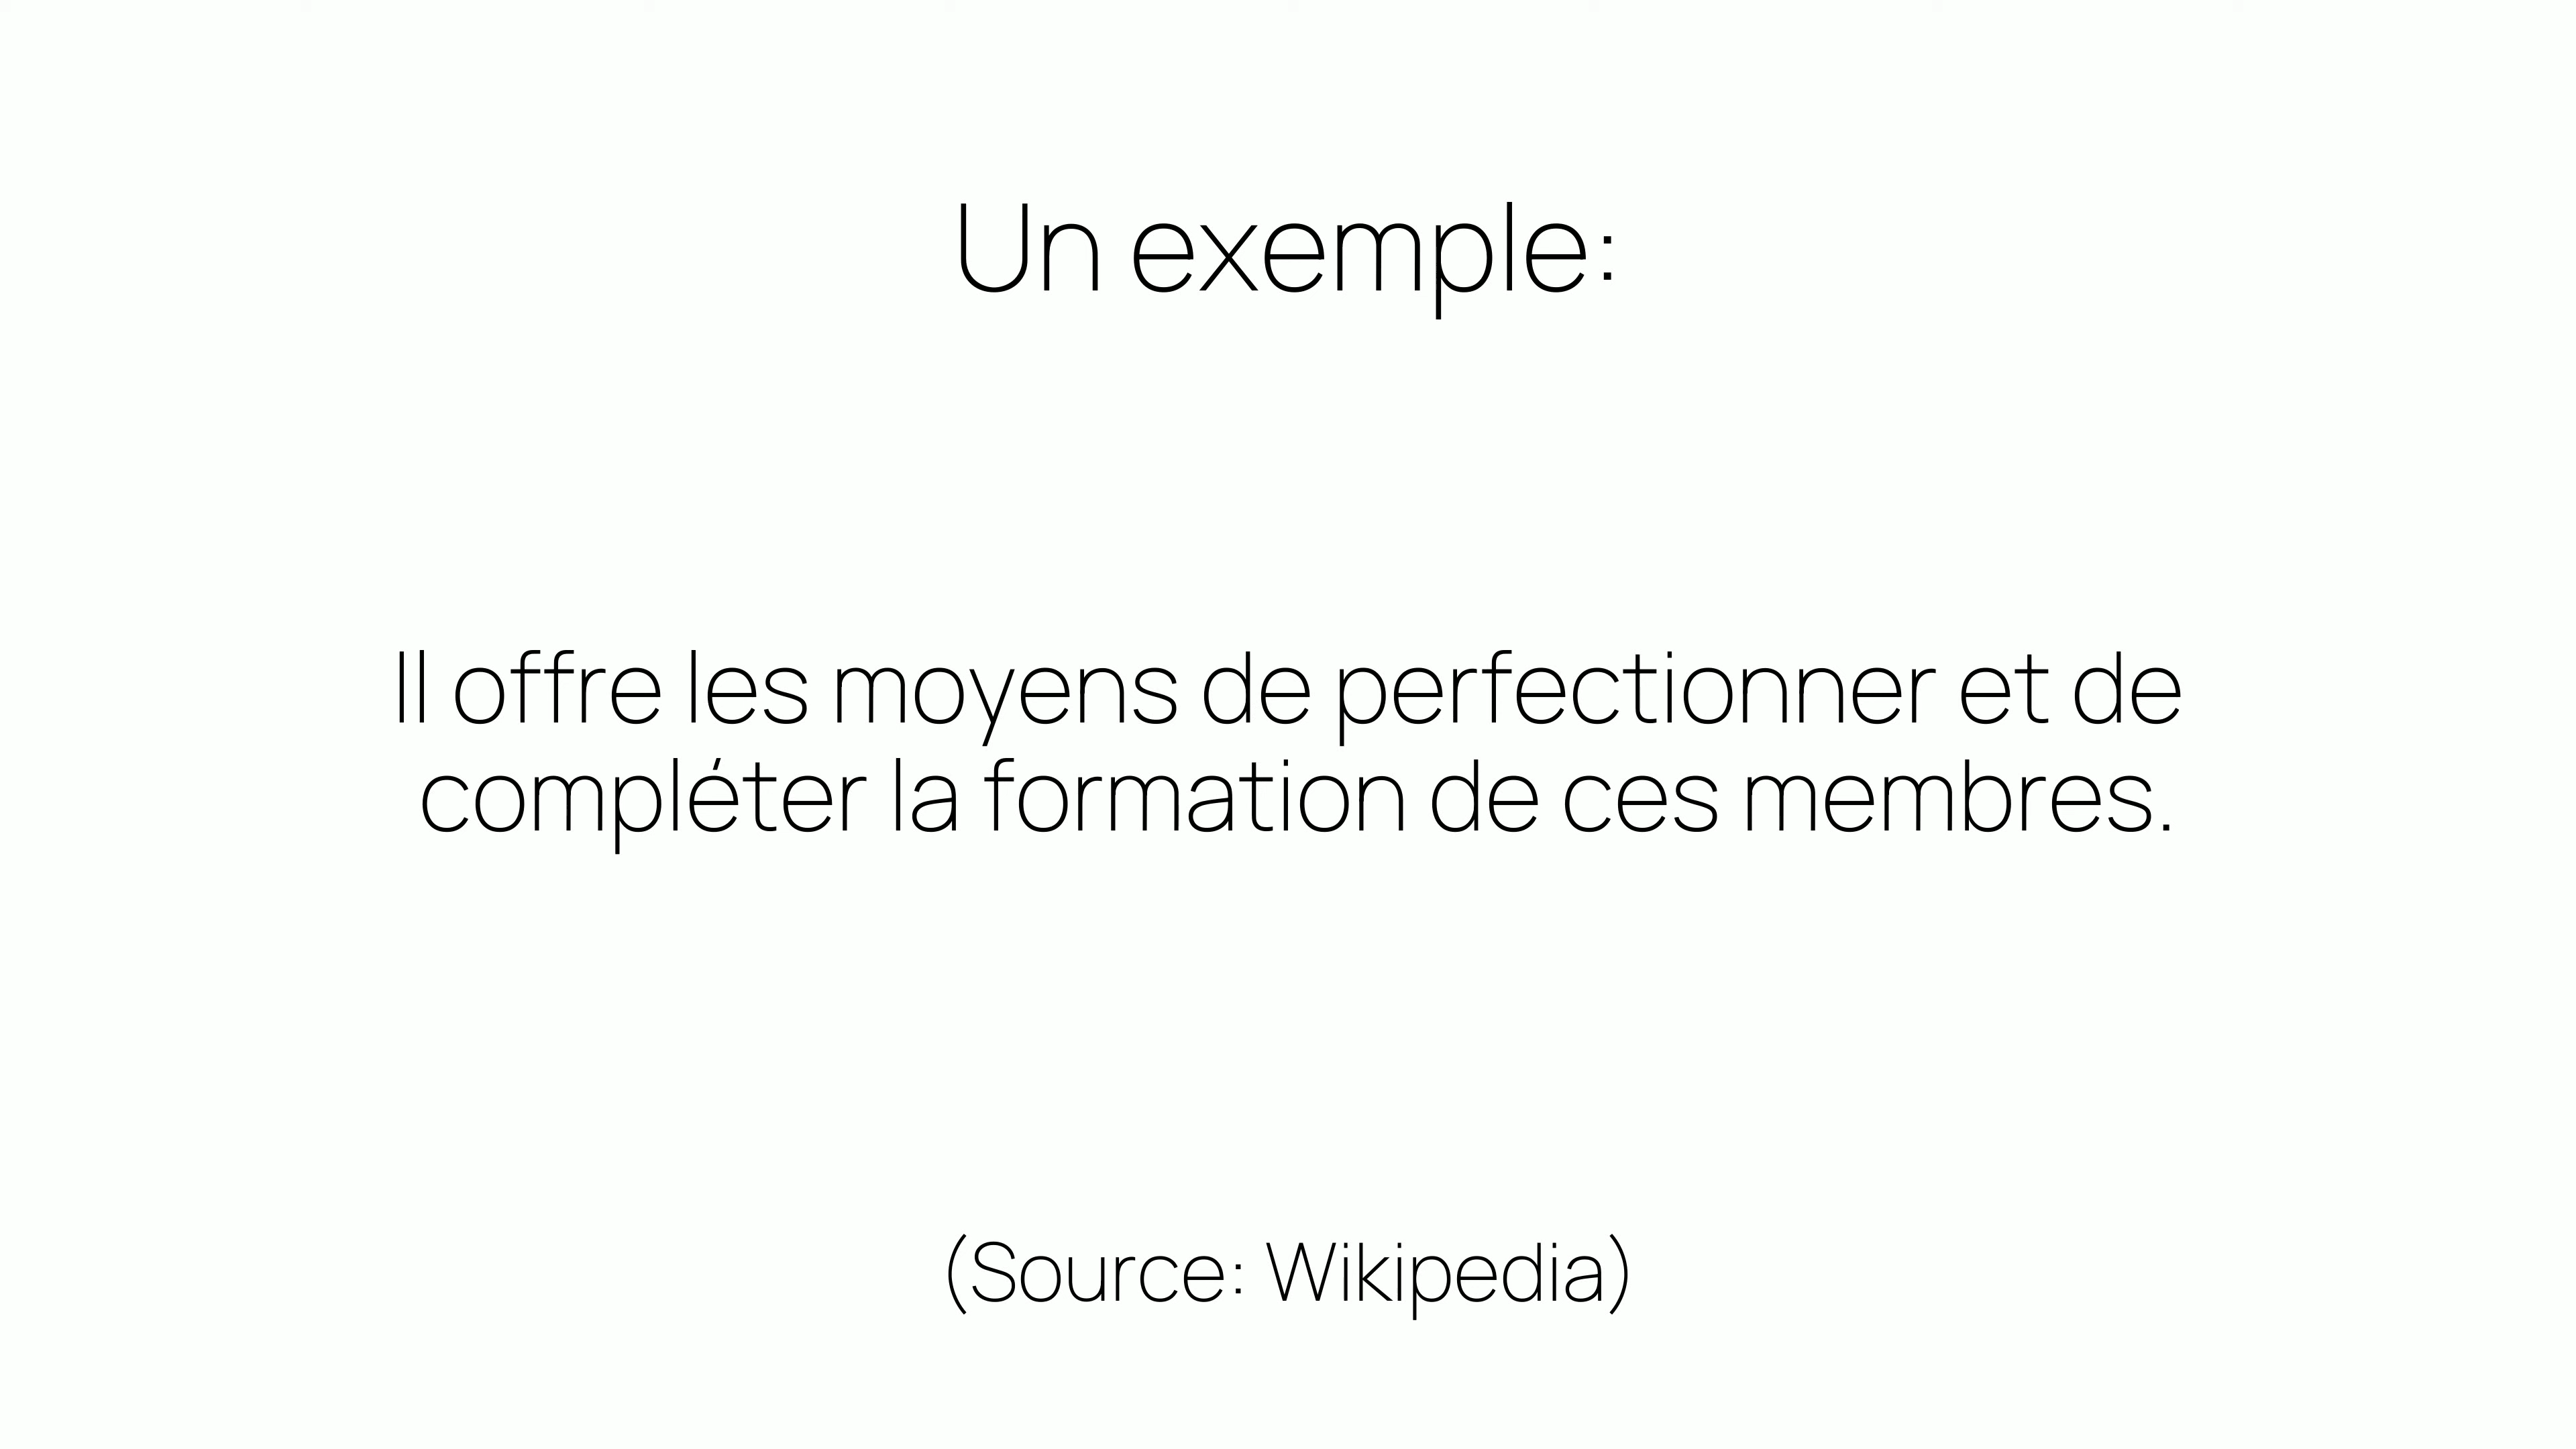 Un exemple:
Il offre les moyens de perfectionner et de
compléter la formation de ces membres.
(Source: Wikipedia)